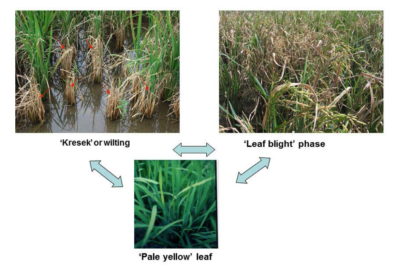 ‘Kresek’ or wilting
‘Leaf blight’ phase
‘Pale yellow’ leaf